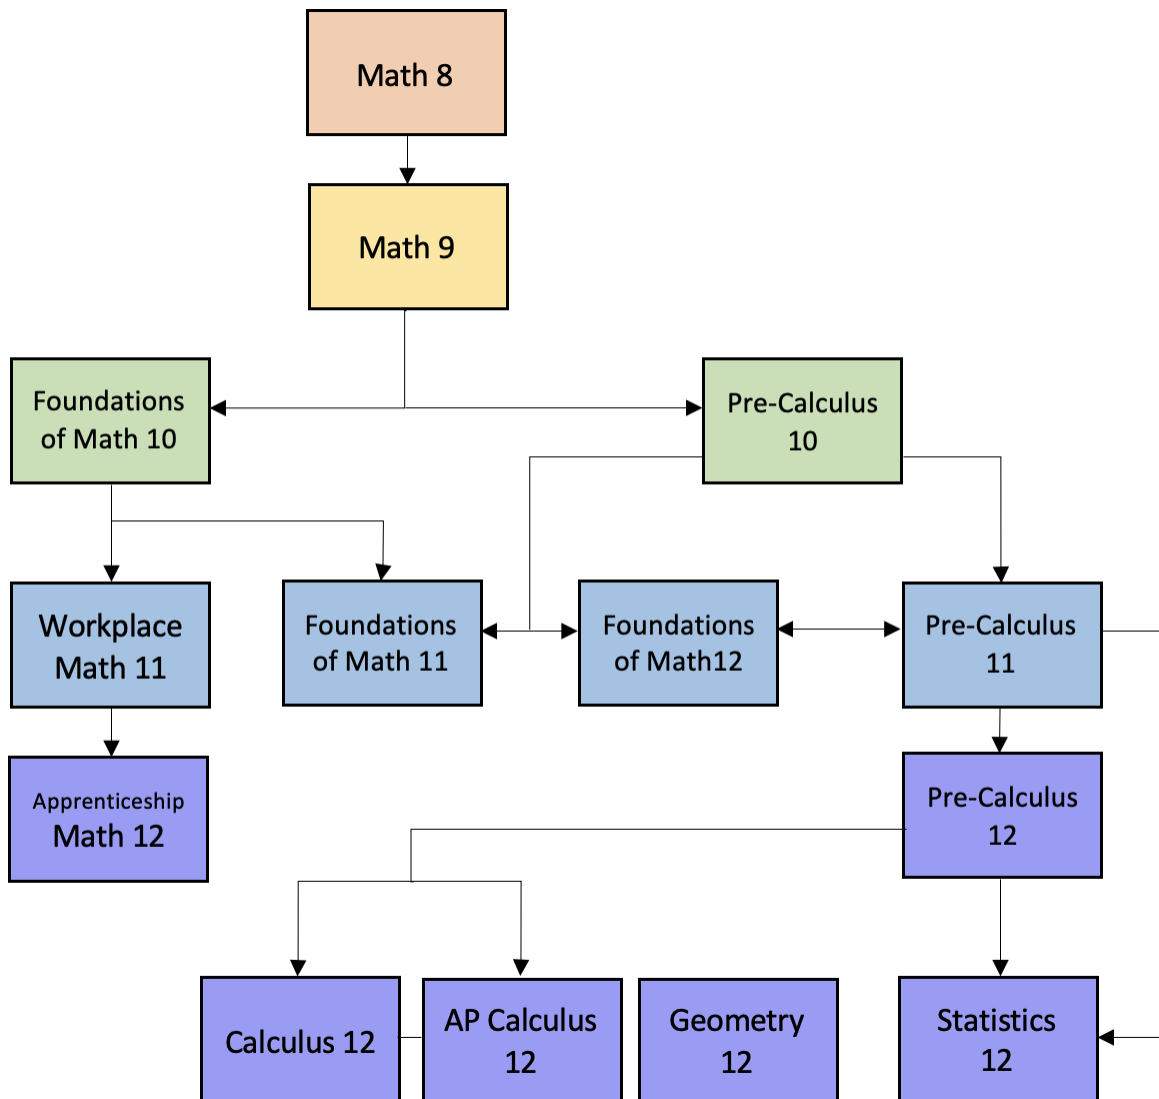 Math 8
Math 9
Foundations
of Math 10
Pre-Calculus
10
Workplace
Math 11
Foundations
of Math 11
Foundations
of Math12
Pre-Calculus
11
Apprenticeship
Math 12
Pre-Calculus
12
Calculus 12
AP Calculus
12
Geometry
12
Statistics
12